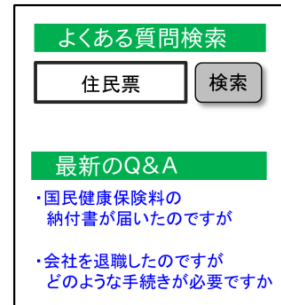 よくある質問検索
住民票
検索
最新のQ&A
・国民健康保険料の
納付書が届いたのですが
・会社を退職したのですが
どのような手続きが必要ですか